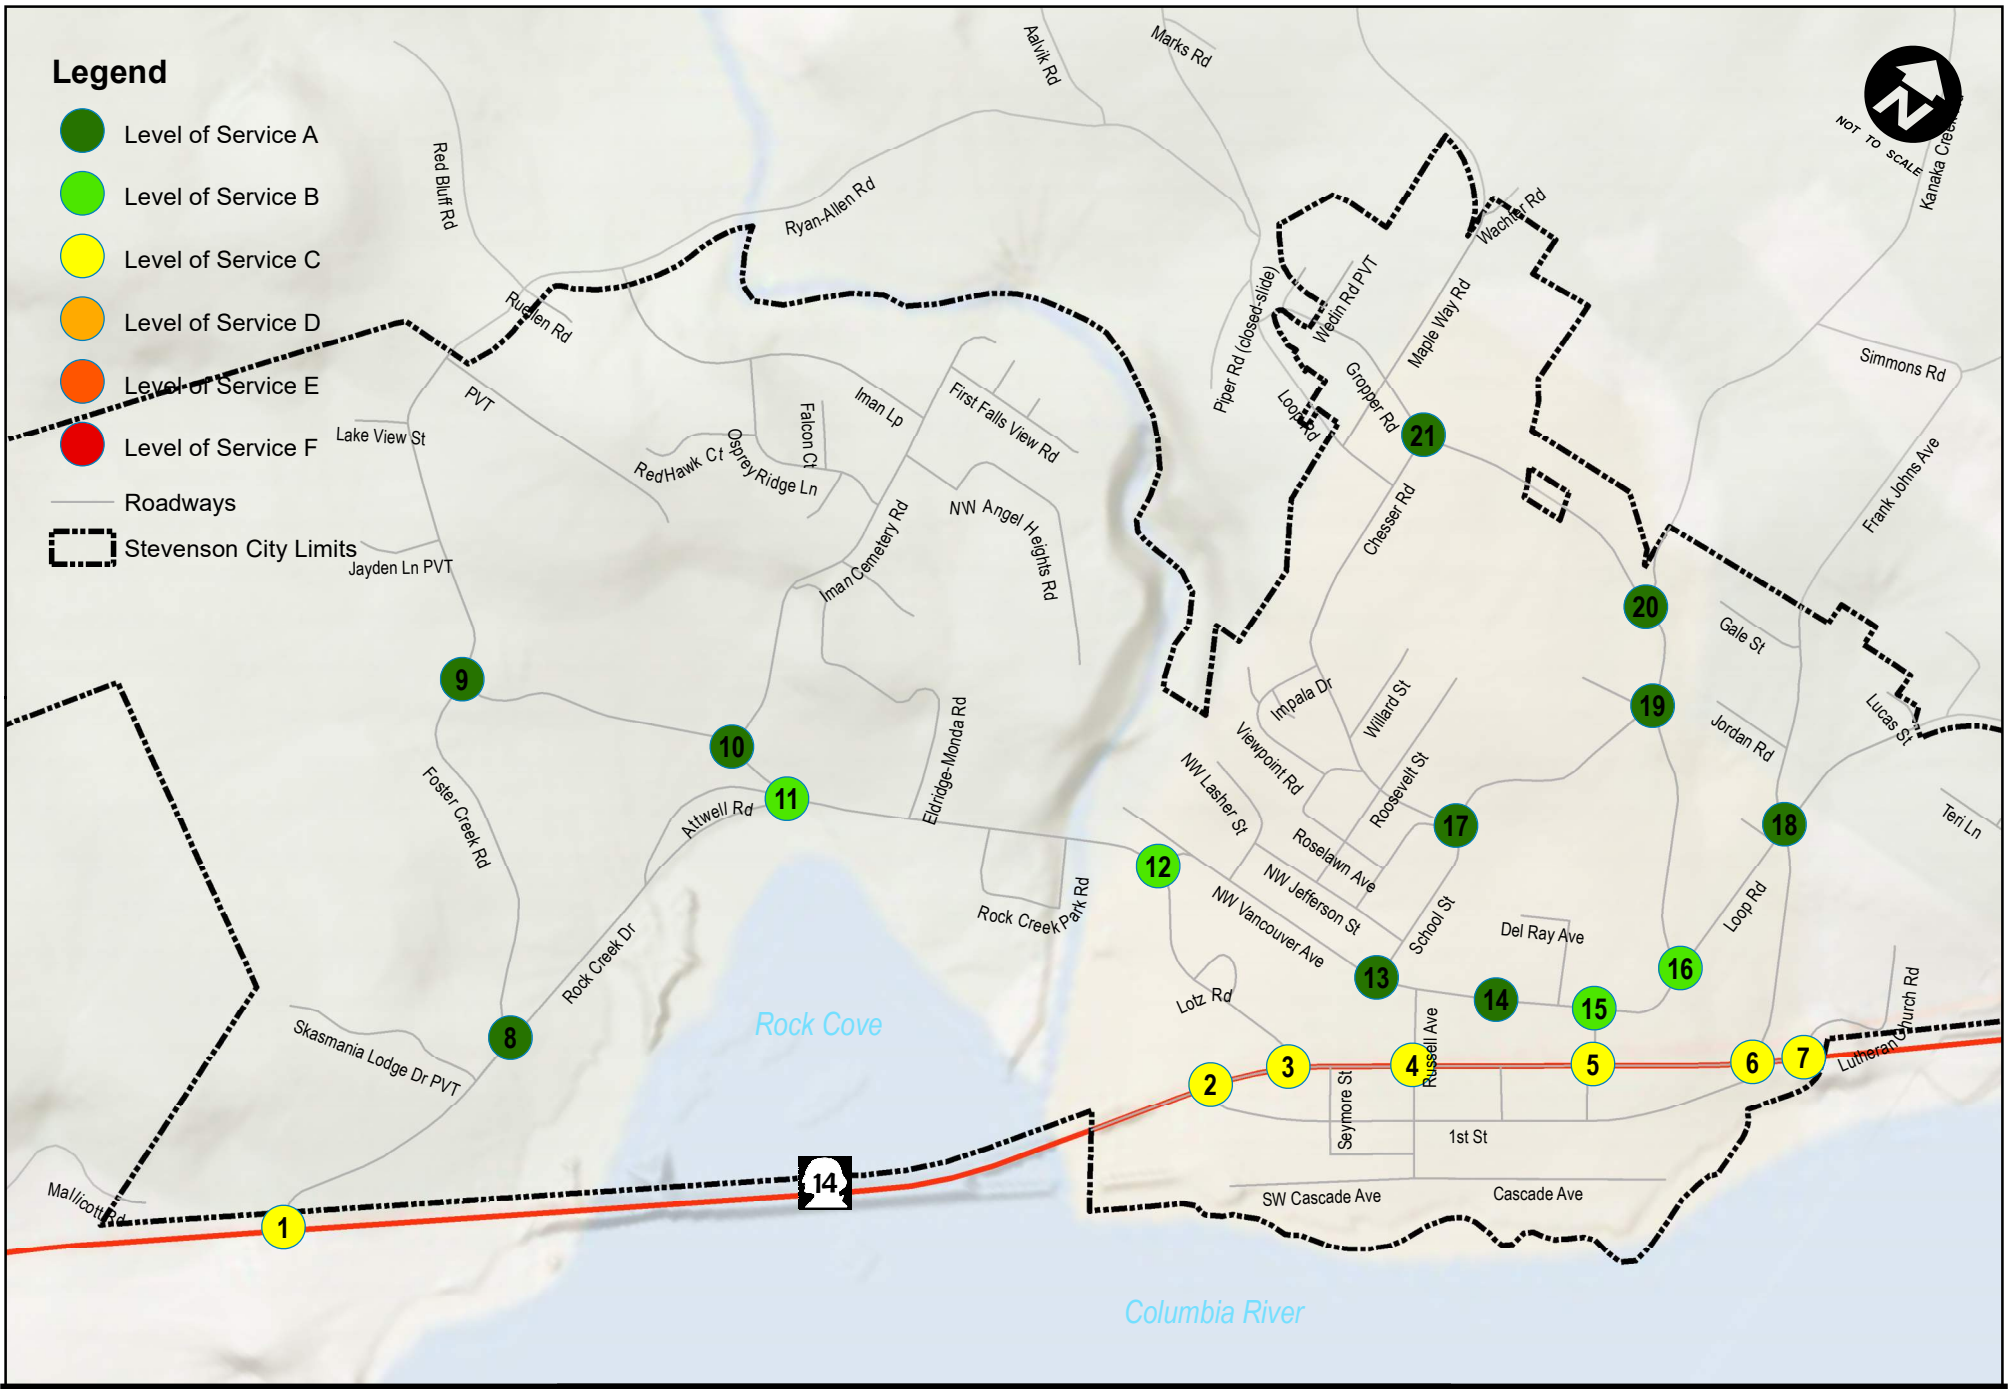 Legend
Level of Service A
Level of Service B
Level of Service C
Level of Service D
Level of Service E
Level of Service F
Roadways
Stevenson City Limits
N
NOT TO SCALE
Aalvik Rd
Marks Rd
Red Bluff Rd
Ryan-Allen Rd
Wachter Rd
Ruellen Rd
PVT
Lake View St
Jayden Ln PVT
RedHawk Ct
Osprey Ridge Ln
Falcon Ct
Iman Lp
First Falls View Rd
NW Angel Heights Rd
Iman Cemetery Rd
Piper Rd (closed-slide)
Wedin Rd PVT
Maple Way Rd
Gropper Rd
Loop Rd
Chesser Rd
Simmons Rd
Frank Johns Ave
Gale St
Lucas St
Jordan Rd
Teri Ln
Impala Dr
Willard St
Viewpoint Rd
Roosevelt St
NW Lasher St
Roselawn Ave
NW Jefferson St
NW Vancouver Ave
School St
Del Ray Ave
Loop Rd
Eldridge-Monda Rd
Attwell Rd
Foster Creek Rd
Rock Creek Dr
Rock Creek Park Rd
Skasmania Lodge Dr PVT
Lotz Rd
Russell Ave
Seymore St
1st St
SW Cascade Ave
Cascade Ave
Lutheran Church Rd
Mallicott Rd
Rock Cove
Columbia River
14
1
2
3
4
5
6
7
8
9
10
11
12
13
14
15
16
17
18
19
20
21